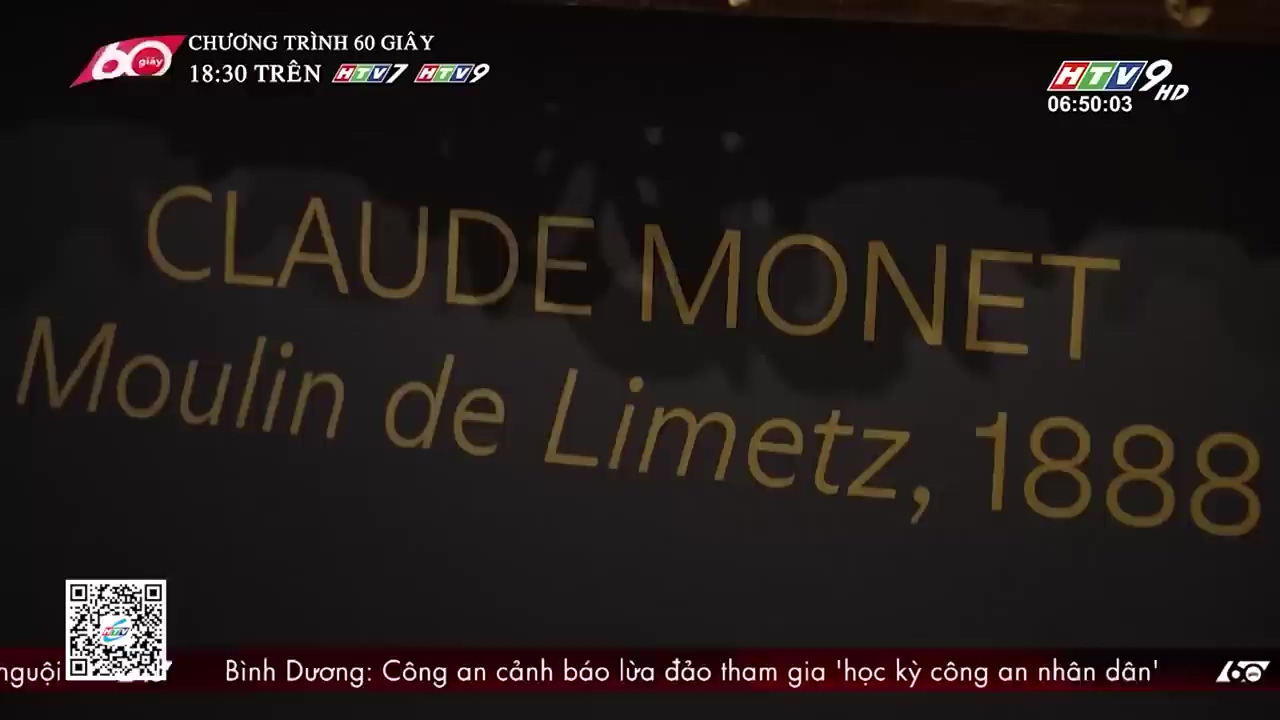 60 giây
CHƯƠNG TRÌNH 60 GIÂY
18:30 TRÊN HTV7 HTV9
HTV9 HD
06:50:03
CLAUDE MONET
Moulin de Limetz, 1888
HTV
nguội
Bình Dương: Công an cảnh báo lừa đảo tham gia 'học kỳ công an nhân dân'
60